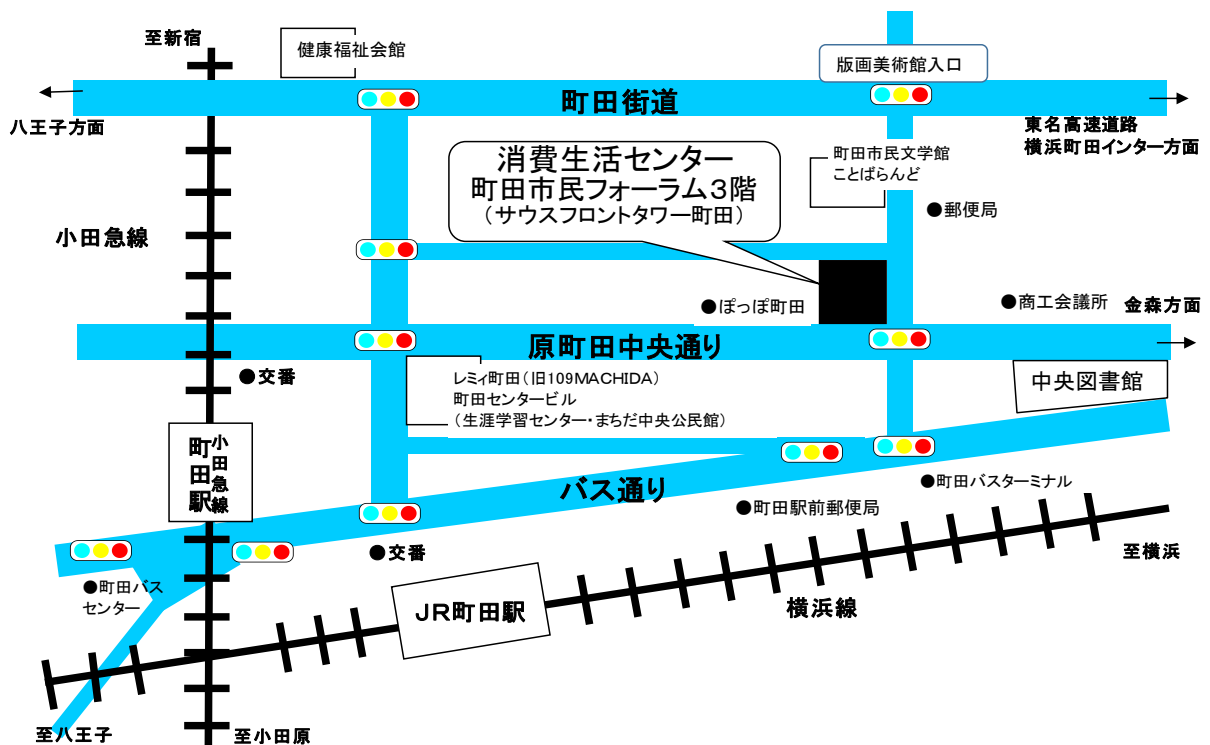 至新宿
健康福祉会館
版画美術館入口
町田街道
八王子方面
東名高速道路
横浜町田インター方面
消費生活センター
町田市民フォーラム3階
(サウスフロントタワー町田)
町田市民文学館
ことばらんど
●郵便局
小田急線
●ぽっぽ町田
●商工会議所
金森方面
原町田中央通り
●交番
レミィ町田(旧109MACHIDA)
町田センタービル
(生涯学習センター・まちだ中央公民館)
中央図書館
小田急線
町田駅
バス通り
●町田バスターミナル
●町田駅前郵便局
●交番
至横浜
●町田バス
センター
JR町田駅
横浜線
至八王子
至小田原